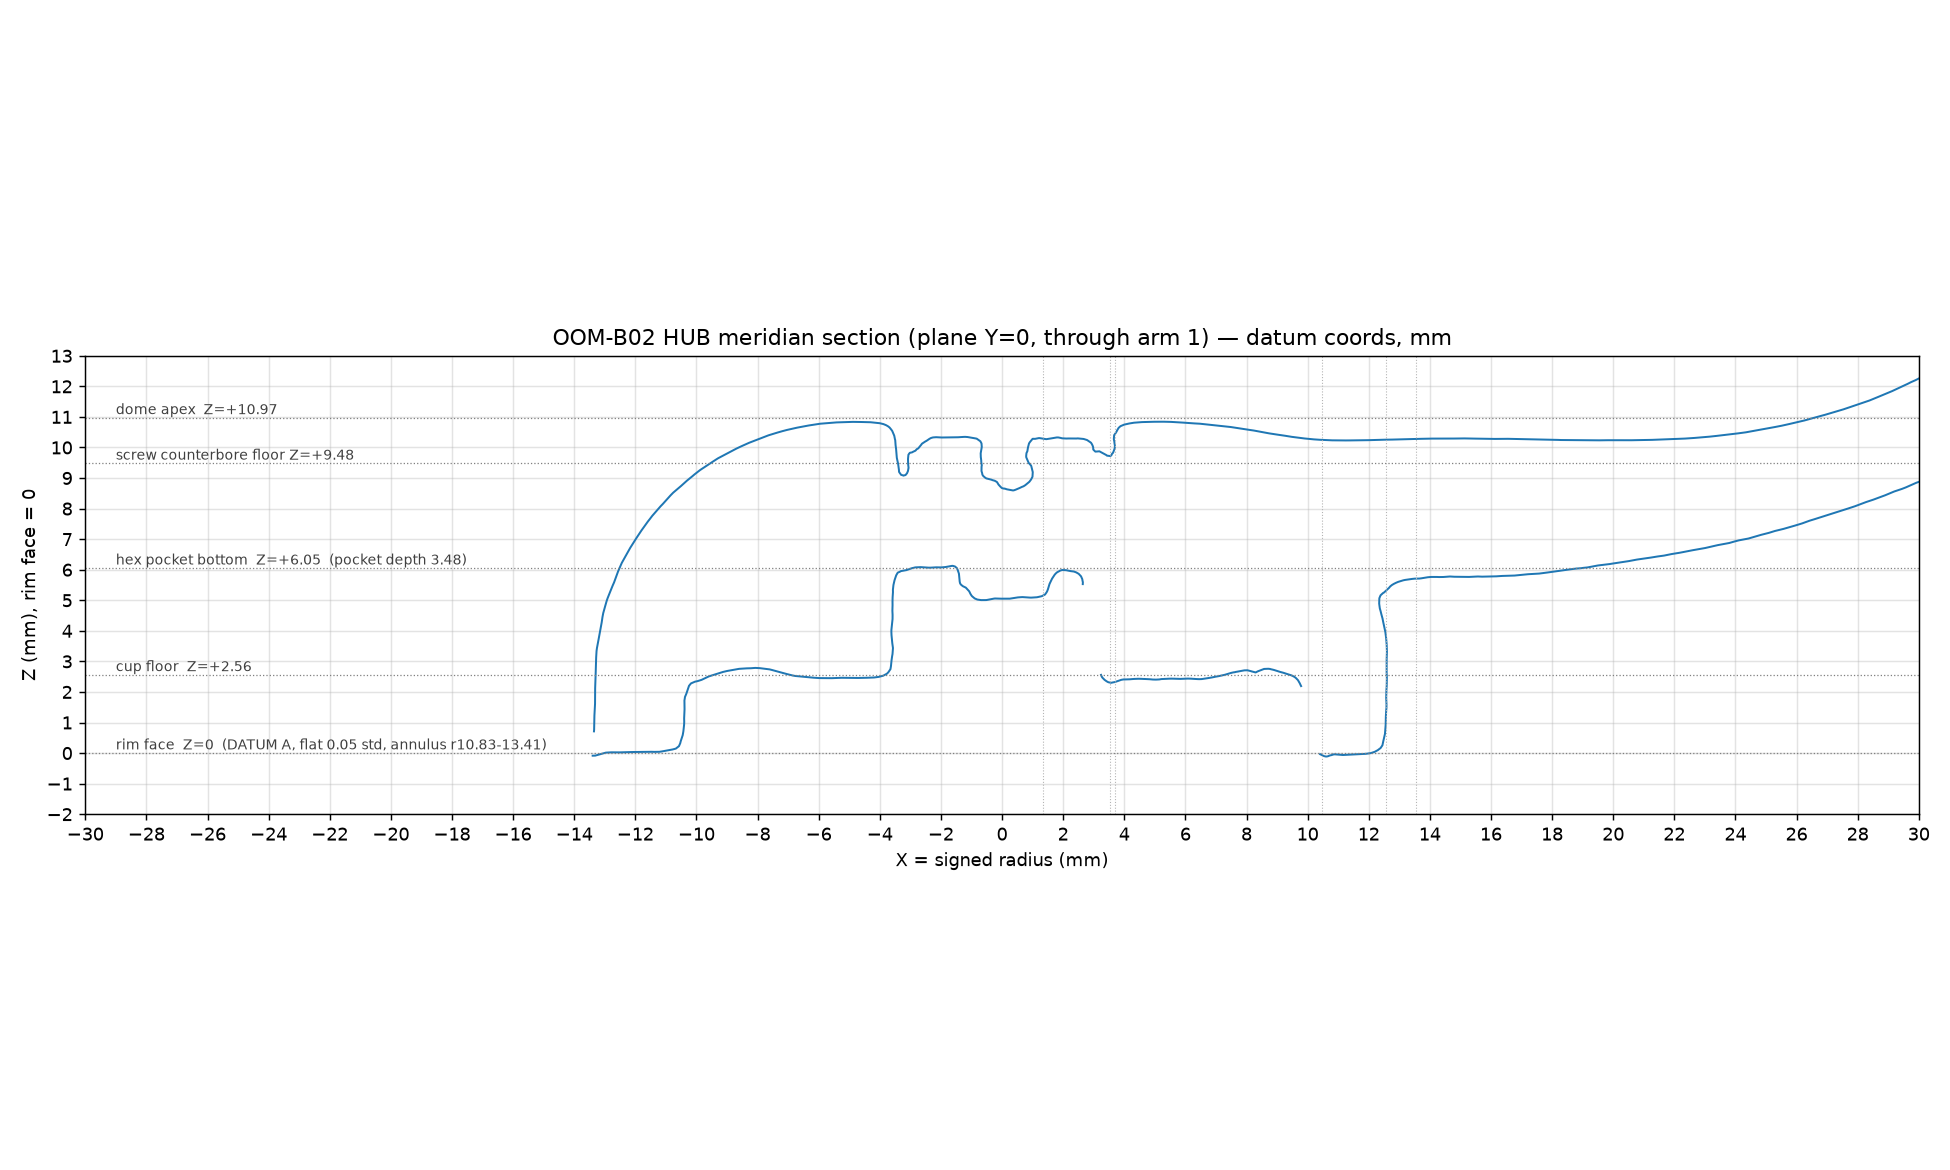 OOM-B02 HUB meridian section (plane Y=0, through arm 1) — datum coords, mm
13
12
11
10
9
8
7
6
5
4
3
2
1
0
−1
−2
Z (mm), rim face = 0
dome apex  Z=+10.97
screw counterbore floor Z=+9.48
hex pocket bottom  Z=+6.05  (pocket depth 3.48)
cup floor  Z=+2.56
rim face  Z=0  (DATUM A, flat 0.05 std, annulus r10.83-13.41)
−30 −28 −26 −24 −22 −20 −18 −16 −14 −12 −10 −8 −6 −4 −2 0 2 4 6 8 10 12 14 16 18 20 22 24 26 28 30
X = signed radius (mm)